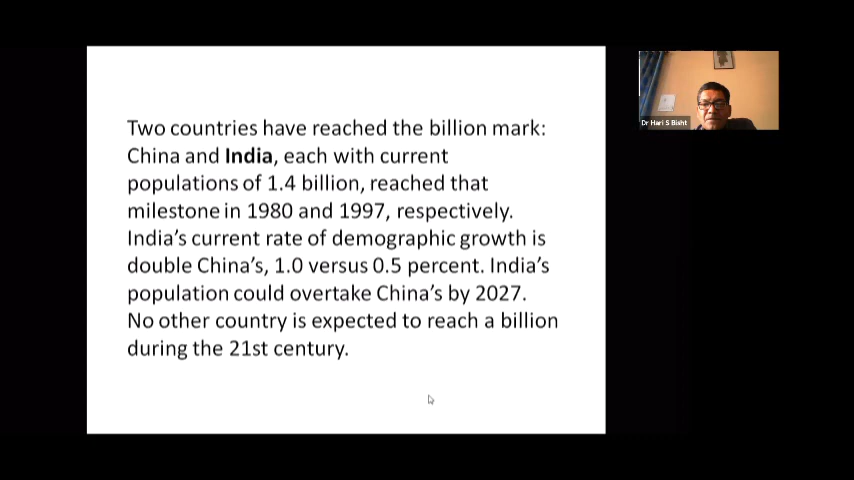 Two countries have reached the billion mark:
China and India, each with current
populations of 1.4 billion, reached that
milestone in 1980 and 1997, respectively.
India’s current rate of demographic growth is
double China’s, 1.0 versus 0.5 percent. India’s
population could overtake China’s by 2027.
No other country is expected to reach a billion
during the 21st century.
Dr Hari S Bisht